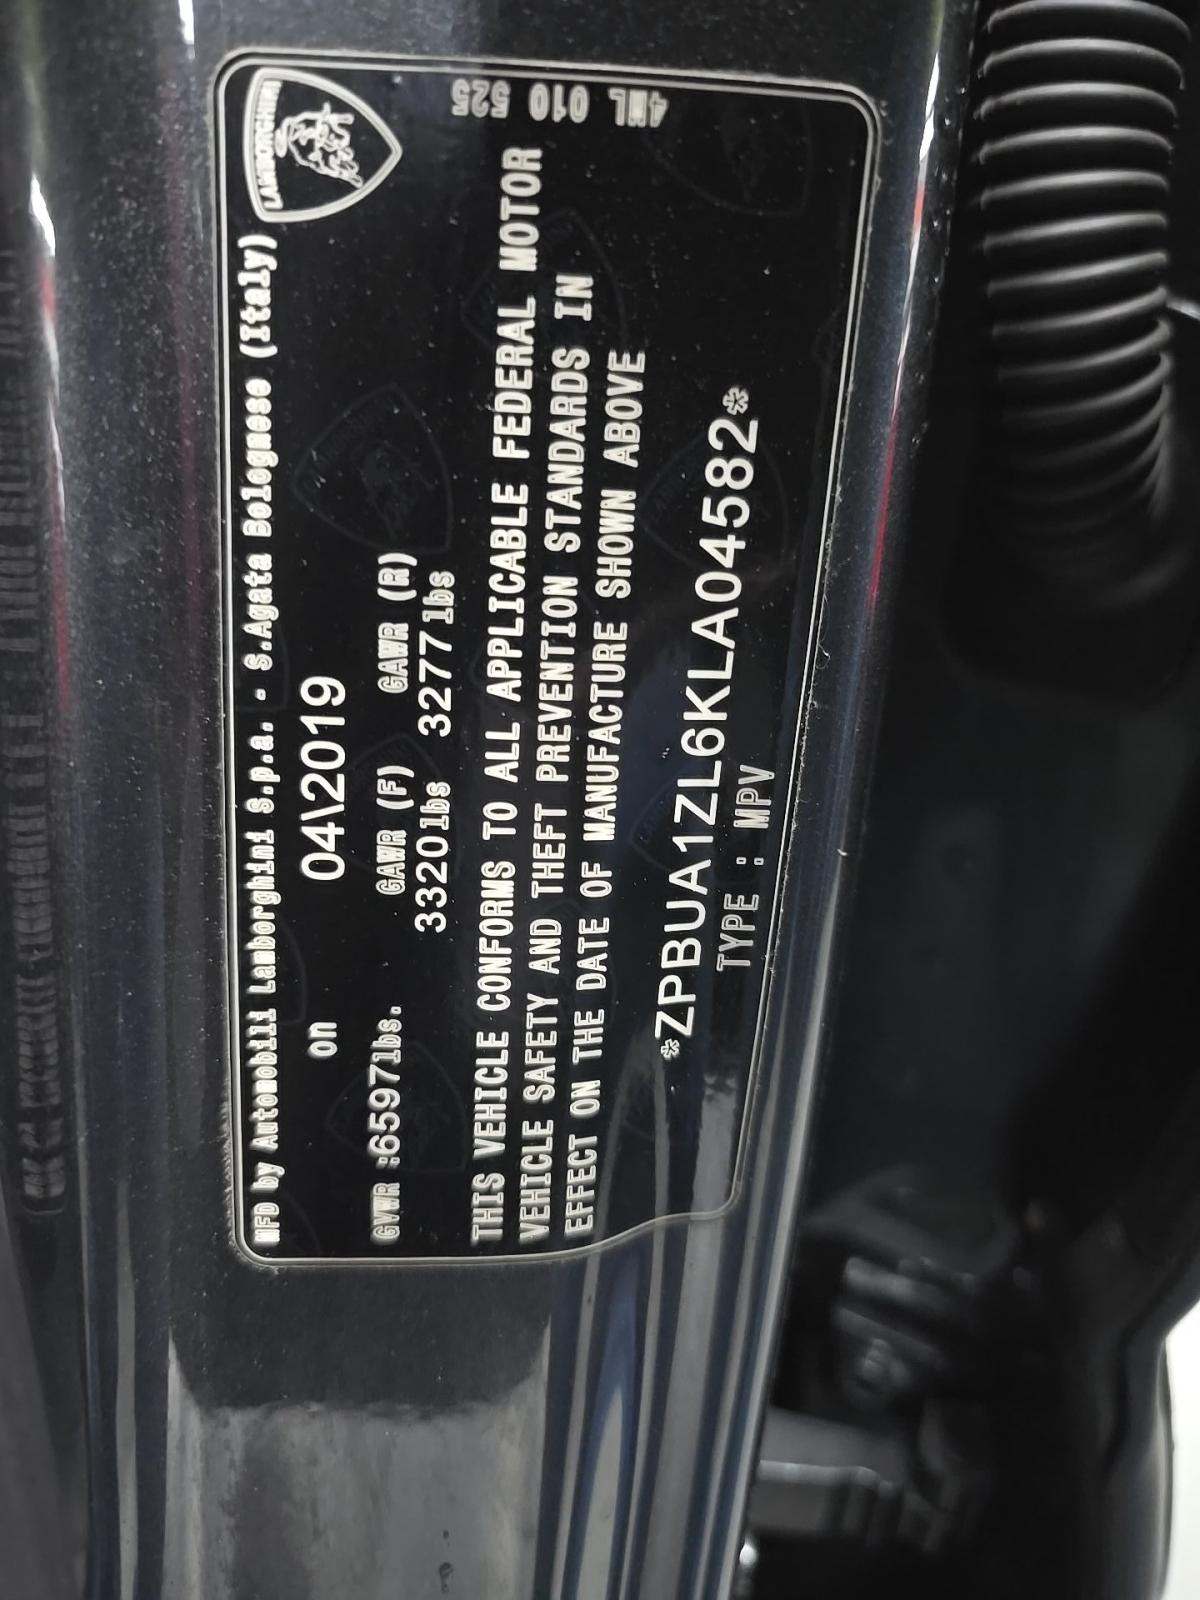 LAMBORGHINI
MFD by Automobili Lamborghini S.p.a. - S.Agata Bolognese (Italy)
on 04\2019
GVWR :6597lbs. GAWR (F) GAWR (R)
3320lbs 3277lbs
THIS VEHICLE CONFORMS TO ALL APPLICABLE FEDERAL MOTOR
VEHICLE SAFETY AND THEFT PREVENTION STANDARDS IN
EFFECT ON THE DATE OF MANUFACTURE SHOWN ABOVE
*ZPBUA1ZL6KLA04582*
TYPE : MPV
4ML 010 525